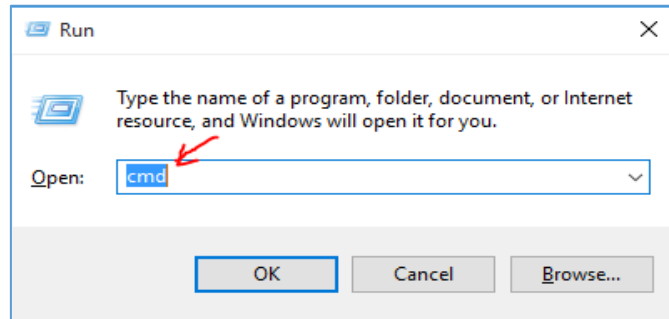 Run
Type the name of a program, folder, document, or Internet
resource, and Windows will open it for you.
Open: cmd
OK Cancel Browse...